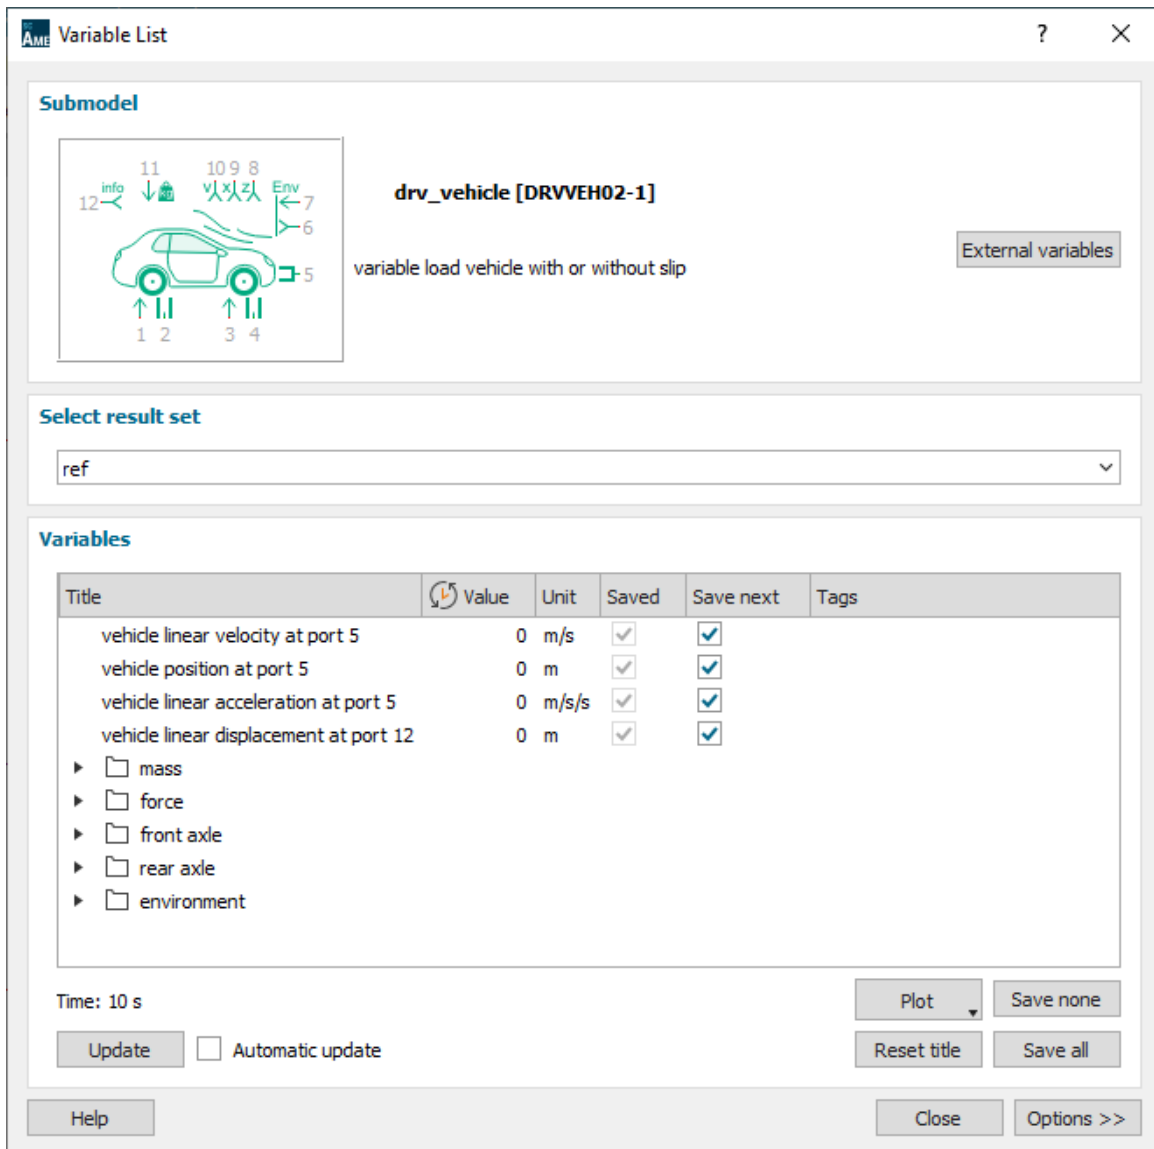 SC
AME Variable List ? ×
Submodel
11 10 9 8
info v x z Env
12 7
KG
6
5
1 2 3 4
drv_vehicle [DRVVEH02-1]
variable load vehicle with or without slip
External variables
Select result set
ref
Variables
Title Value Unit Saved Save next Tags
vehicle linear velocity at port 5 0 m/s
vehicle position at port 5 0 m
vehicle linear acceleration at port 5 0 m/s/s
vehicle linear displacement at port 12 0 m
mass
force
front axle
rear axle
environment
Time: 10 s
Plot Save none
Update Automatic update Reset title Save all
Help Close Options >>